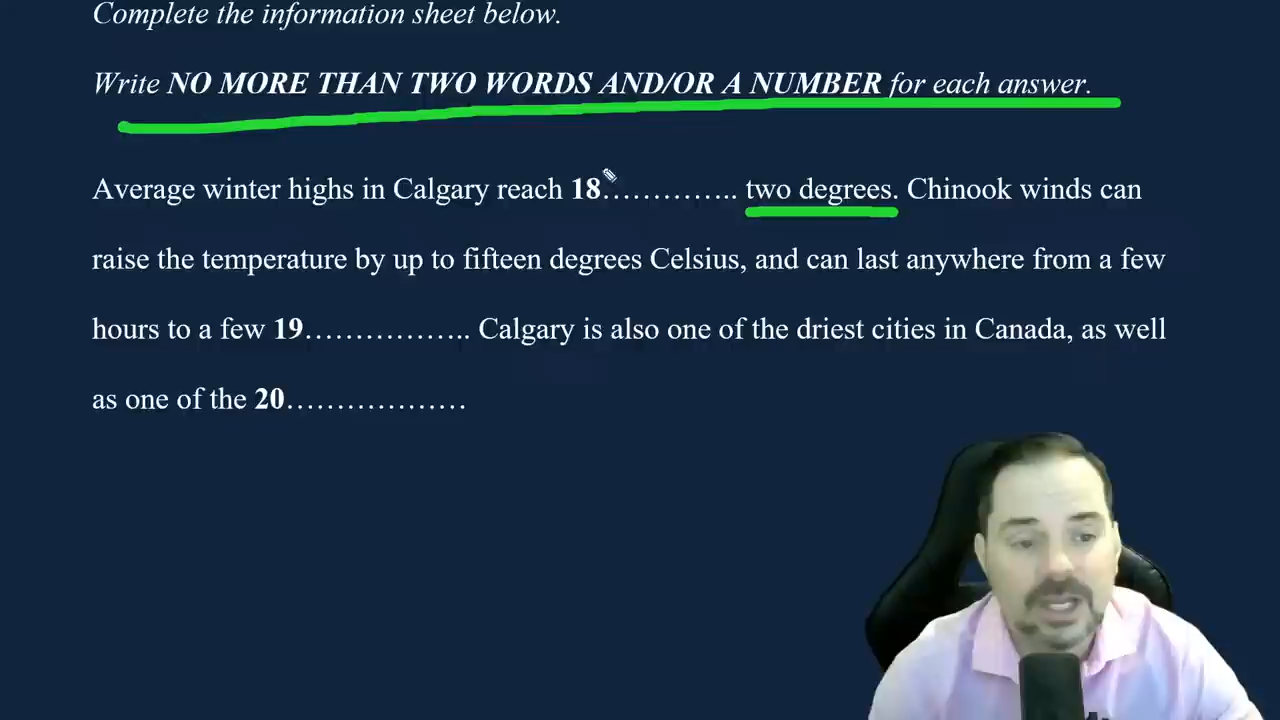 Complete the information sheet below.
Write NO MORE THAN TWO WORDS AND/OR A NUMBER for each answer.
Average winter highs in Calgary reach 18………….. two degrees. Chinook winds can
raise the temperature by up to fifteen degrees Celsius, and can last anywhere from a few
hours to a few 19…………….. Calgary is also one of the driest cities in Canada, as well
as one of the 20………………